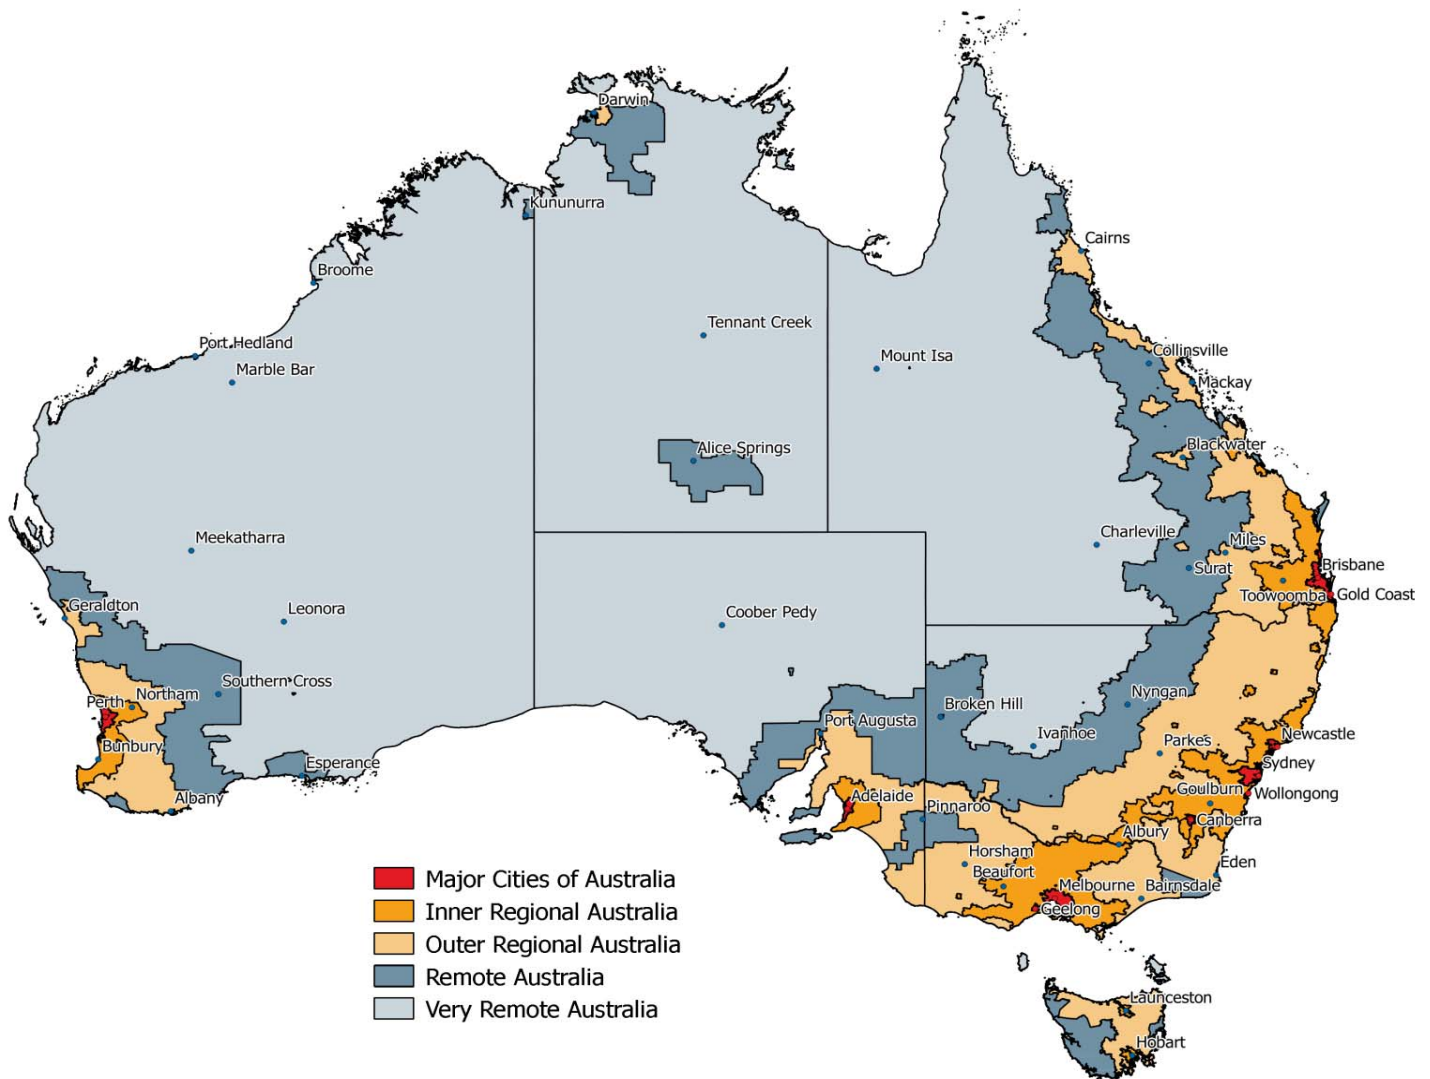 Darwin
Kununurra
Cairns
Broome
Tennant Creek
Port Hedland
Collinsville
Mount Isa
Marble Bar
Mackay
Blackwater
Alice Springs
Charleville
Meekatharra
Miles
Brisbane
Surat
Toowoomba
Gold Coast
Geraldton
Leonora
Coober Pedy
Southern Cross
Nyngan
Perth
Northam
Broken Hill
Port Augusta
Ivanhoe
Parkes
Newcastle
Bunbury
Esperance
Sydney
Albany
Adelaide
Pinnaroo
Goulburn
Wollongong
Canberra
Albury
Horsham
Eden
Beaufort
Melbourne
Bairnsdale
Geelong
Launceston
Hobart
Major Cities of Australia
Inner Regional Australia
Outer Regional Australia
Remote Australia
Very Remote Australia